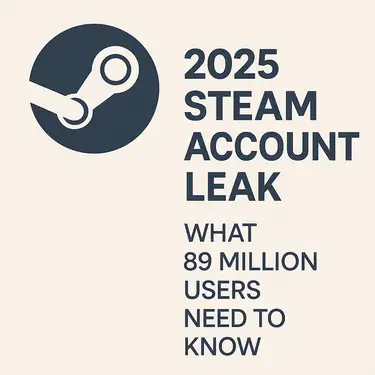 2025
STEAM
ACCOUNT
LEAK
WHAT
89 MILLION
USERS
NEED TO
KNOW